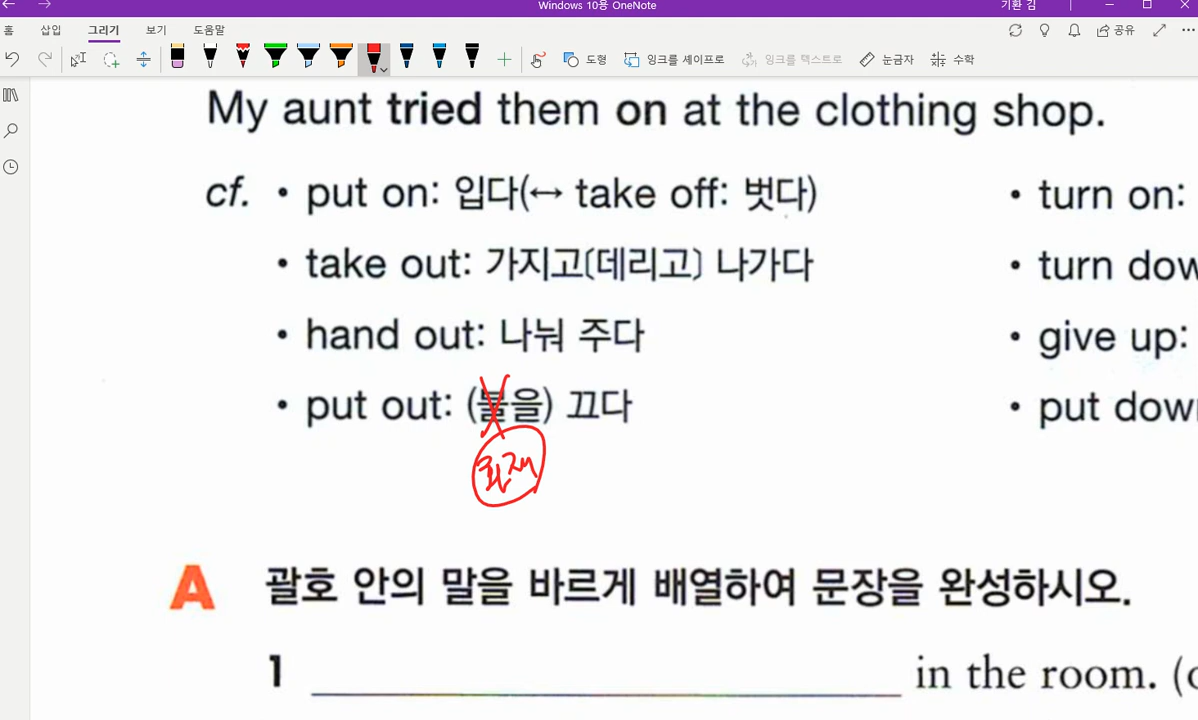 Windows 10용 OneNote
기환 김
홈 삽입 그리기 보기 도움말
공유
도형 잉크를 셰이프로 잉크를 텍스트로 눈금자 수학
My aunt tried them on at the clothing shop.
cf. • put on: 입다(↔ take off: 벗다) • turn on:
• take out: 가지고(데리고) 나가다 • turn dow
• hand out: 나눠 주다 • give up:
• put out: (불을) 끄다 • put dow
화재
A 괄호 안의 말을 바르게 배열하여 문장을 완성하시오.
1 in the room. (